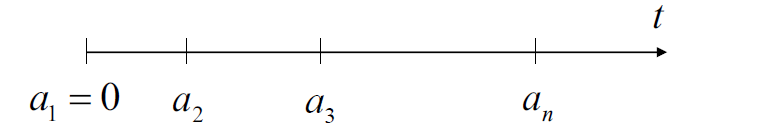 t
a₁ = 0 a₂ a₃ aₙ